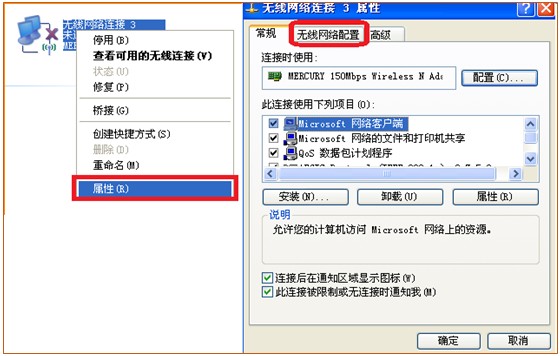 无线网络连接 3
未
ME
停用(B)
查看可用的无线连接(V)
状态(U)
修复(P)
桥接(G)
创建快捷方式(S)
删除(D)
重命名(M)
属性(R)
无线网络连接 3 属性
常规
无线网络配置
高级
连接时使用:
MERCURY 150Mbps Wireless N Ada
配置(C)...
此连接使用下列项目(O):
Microsoft 网络客户端
Microsoft 网络的文件和打印机共享
QoS 数据包计划程序
安装(N)...
卸载(U)
属性(R)
说明
允许您的计算机访问 Microsoft 网络上的资源。
连接后在通知区域显示图标(W)
此连接被限制或无连接时通知我(M)
确定
取消